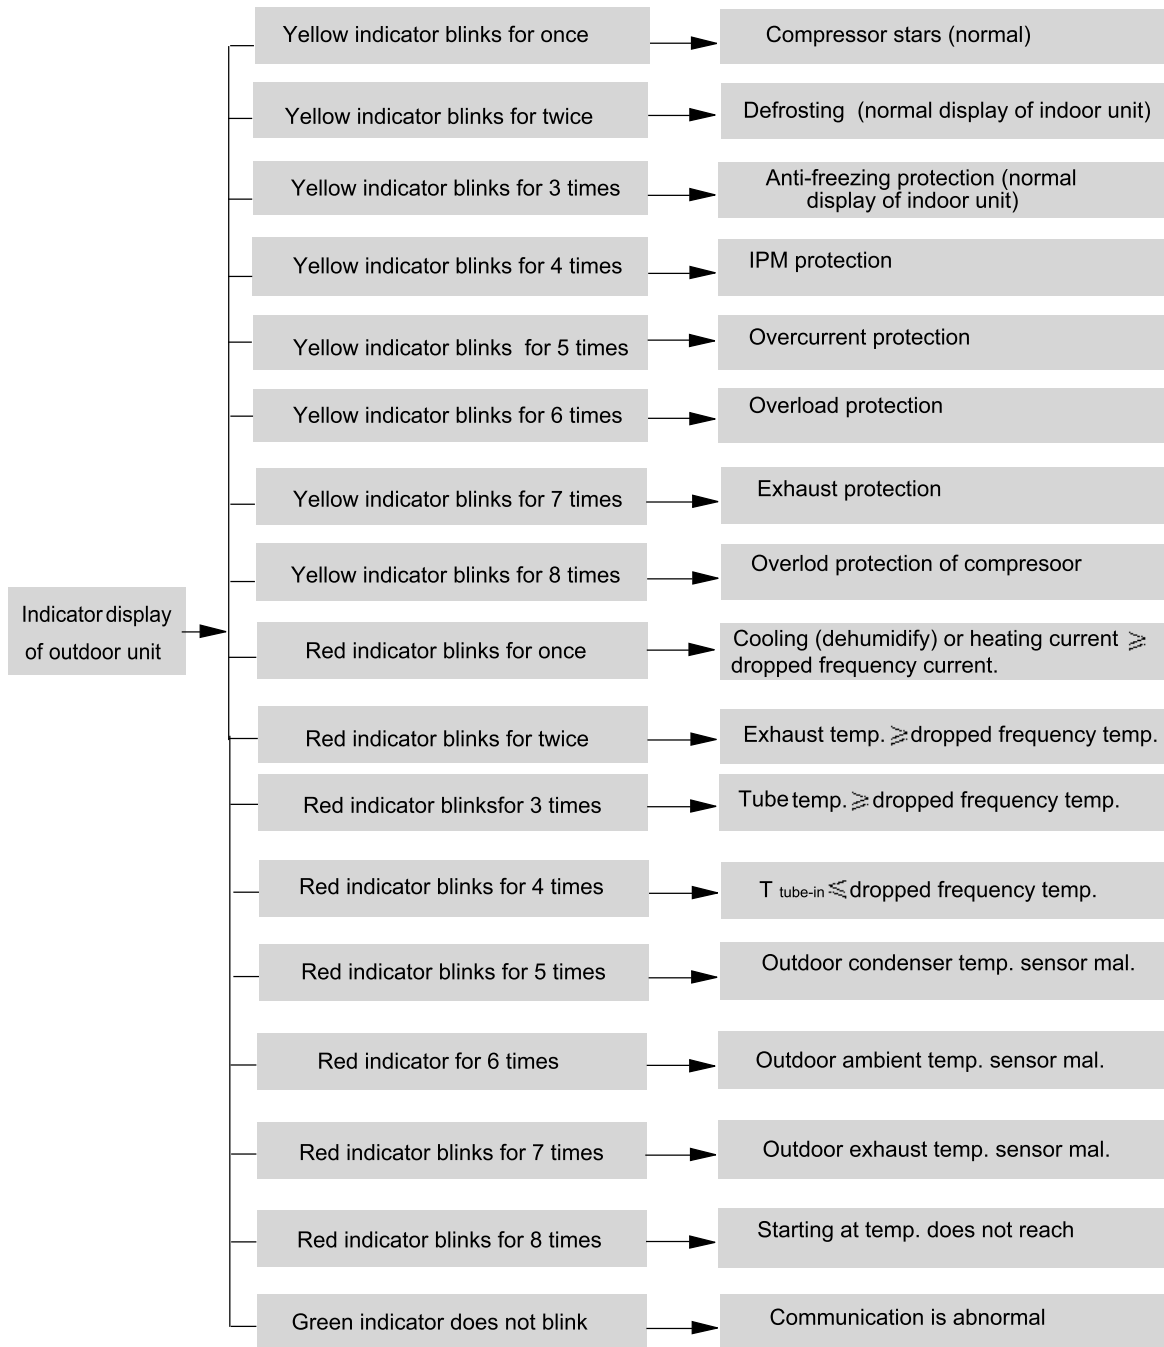 Yellow indicator blinks for once
Compressor stars (normal)
Yellow indicator blinks for twice
Defrosting (normal display of indoor unit)
Yellow indicator blinks for 3 times
Anti-freezing protection (normal
display of indoor unit)
Yellow indicator blinks for 4 times
IPM protection
Yellow indicator blinks for 5 times
Overcurrent protection
Yellow indicator blinks for 6 times
Overload protection
Yellow indicator blinks for 7 times
Exhaust protection
Yellow indicator blinks for 8 times
Overlod protection of compresoor
Indicator display
of outdoor unit
Red indicator blinks for once
Cooling (dehumidify) or heating current ⩾
dropped frequency current.
Red indicator blinks for twice
Exhaust temp. ⩾dropped frequency temp.
Red indicator blinksfor 3 times
Tube temp. ⩾dropped frequency temp.
Red indicator blinks for 4 times
T tube-in ⩽dropped frequency temp.
Red indicator blinks for 5 times
Outdoor condenser temp. sensor mal.
Red indicator for 6 times
Outdoor ambient temp. sensor mal.
Red indicator blinks for 7 times
Outdoor exhaust temp. sensor mal.
Red indicator blinks for 8 times
Starting at temp. does not reach
Green indicator does not blink
Communication is abnormal